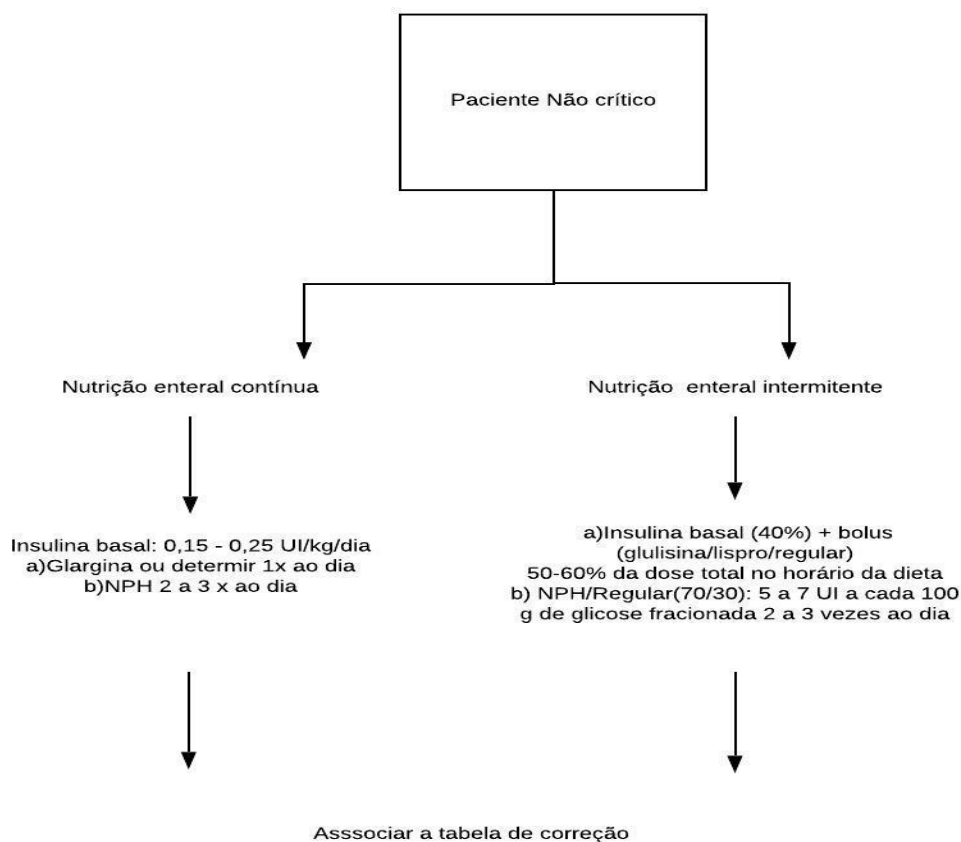 Paciente Não crítico
Nutrição enteral contínua
Nutrição enteral intermitente
Insulina basal: 0,15 - 0,25 UI/kg/dia
a)Glargina ou determir 1x ao dia
b)NPH 2 a 3 x ao dia
a)Insulina basal (40%) + bolus
(glulisina/lispro/regular)
50-60% da dose total no horário da dieta
b) NPH/Regular(70/30): 5 a 7 UI a cada 100
g de glicose fracionada 2 a 3 vezes ao dia
Asssociar a tabela de correção